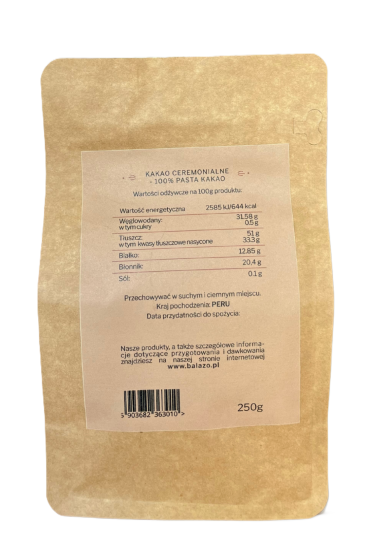 KAKAO CEREMONIALNE
- 100% PASTA KAKAO
Wartości odżywcze na 100g produktu:
Wartość energetyczna 2585 kJ/644 kcal
Węglowodany: 31,58 g
w tym cukry 0,5 g
Tłuszcz: 51 g
w tym kwasy tłuszczowe nasycone 33,3g
Białko: 12,85 g
Błonnik: 20,4 g
Sól: 0,1 g
Przechowywać w suchym i ciemnym miejscu.
Kraj pochodzenia: PERU
Data przydatności do spożycia:
Nasze produkty, a także szczegółowe informa-
cje dotyczące przygotowania i dawkowania
znajdziesz na naszej stronie internetowej
www.balazo.pl
5 903682 363010 >
250g